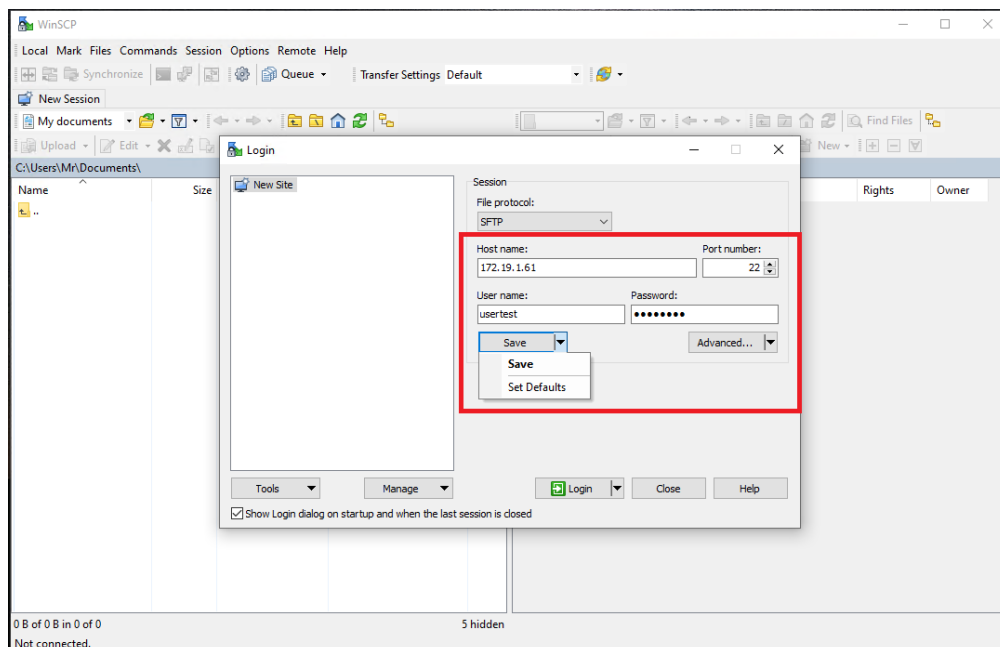 WinSCP
Local Mark Files Commands Session Options Remote Help
Synchronize Queue Transfer Settings Default
New Session
My documents Find Files
Upload Edit New
C:\Users\Mr\Documents\
Name Size Rights Owner
..
Login
New Site
Session
File protocol:
SFTP
Host name: Port number:
172.19.1.61 22
User name: Password:
usertest ●●●●●●●●
Save Advanced...
Save
Set Defaults
Tools Manage Login Close Help
Show Login dialog on startup and when the last session is closed
0 B of 0 B in 0 of 0 5 hidden
Not connected.